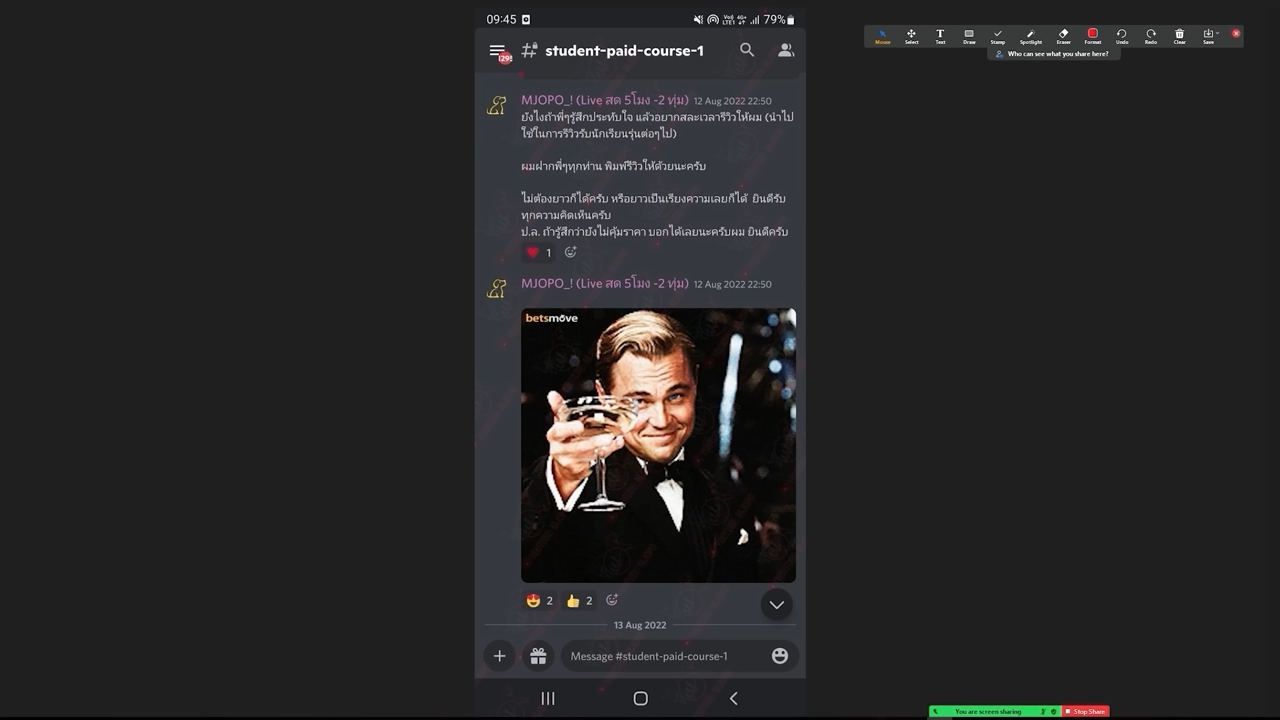 09:45
79%
Mouse Select Text Draw Stamp Spotlight Eraser Format Undo Redo Clear Save
Who can see what you share here?
# student-paid-course-1
MJOPO_! (Live สด 5โมง -2 ทุ่ม) 12 Aug 2022 22:50
ยังไงถ้าพี่ๆรู้สึกประทับใจ แล้วอยากสละเวลารีวิวให้ผม (นำไป
ใช้ในการรีวิวรับนักเรียนรุ่นต่อๆไป)
ผมฝากพี่ๆทุกท่าน พิมพ์รีวิวให้ด้วยนะครับ
ไม่ต้องยาวก็ได้ครับ หรือยาวเป็นเรียงความเลยก็ได้ ยินดีรับ
ทุกความคิดเห็นครับ
ป.ล. ถ้ารู้สึกว่ายังไม่คุ้มราคา บอกได้เลยนะครับผม ยินดีครับ
1
MJOPO_! (Live สด 5โมง -2 ทุ่ม) 12 Aug 2022 22:50
betsmove
2 2
13 Aug 2022
Message #student-paid-course-1
You are screen sharing Stop Share